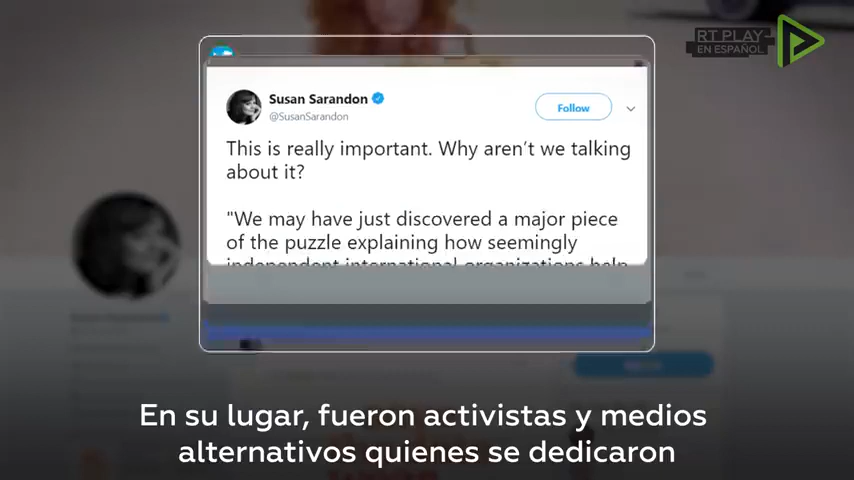 RT PLAY
EN ESPAÑOL
Susan Sarandon
@SusanSarandon
Follow
This is really important. Why aren't we talking
about it?
"We may have just discovered a major piece
of the puzzle explaining how seemingly
independent international organizations help
En su lugar, fueron activistas y medios
alternativos quienes se dedicaron